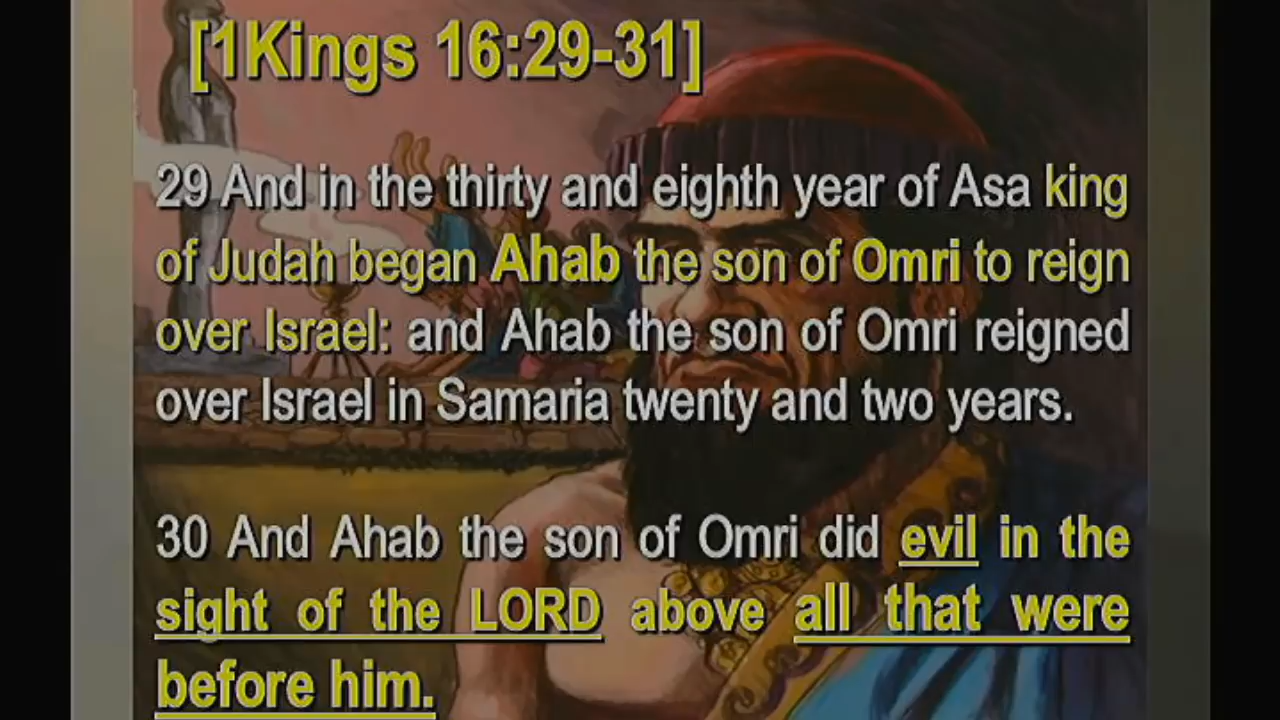 [1Kings 16:29-31]
29 And in the thirty and eighth year of Asa king
of Judah began Ahab the son of Omri to reign
over Israel: and Ahab the son of Omri reigned
over Israel in Samaria twenty and two years.
30 And Ahab the son of Omri did evil in the
sight of the LORD above all that were
before him.